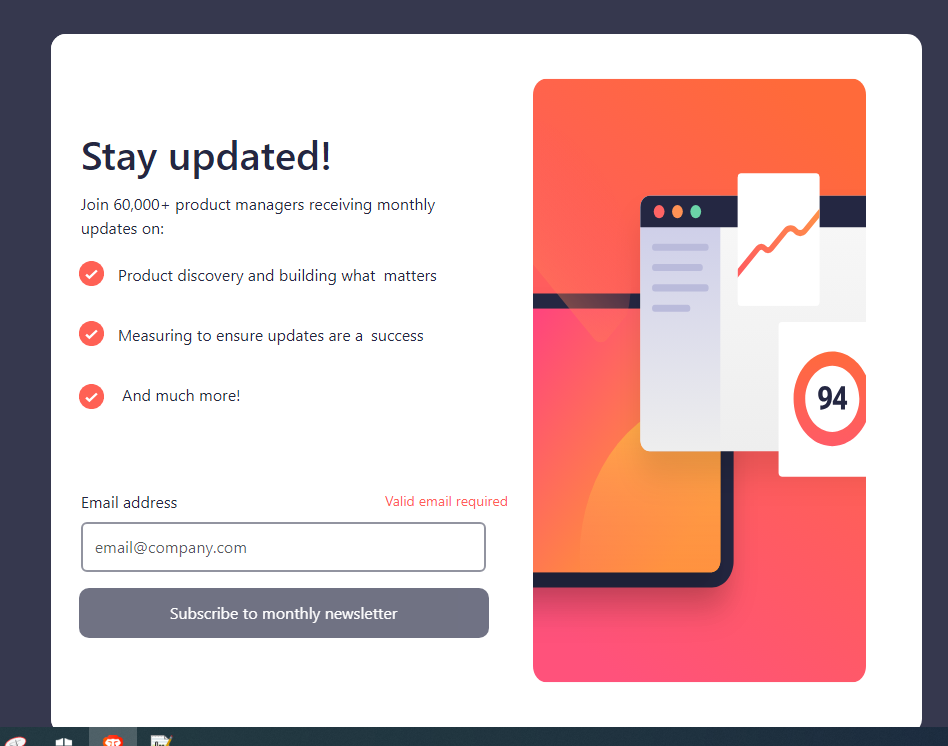 Stay updated!
Join 60,000+ product managers receiving monthly
updates on:
Product discovery and building what  matters
Measuring to ensure updates are a  success
And much more!
Email address
Valid email required
email@company.com
Subscribe to monthly newsletter
94